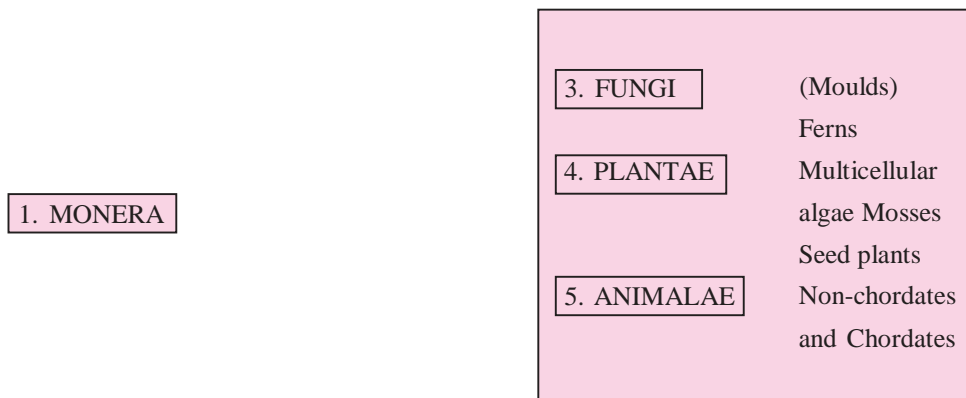 1. MONERA
3. FUNGI (Moulds)
Ferns
4. PLANTAE Multicellular
algae Mosses
Seed plants
5. ANIMALAE Non-chordates
and Chordates